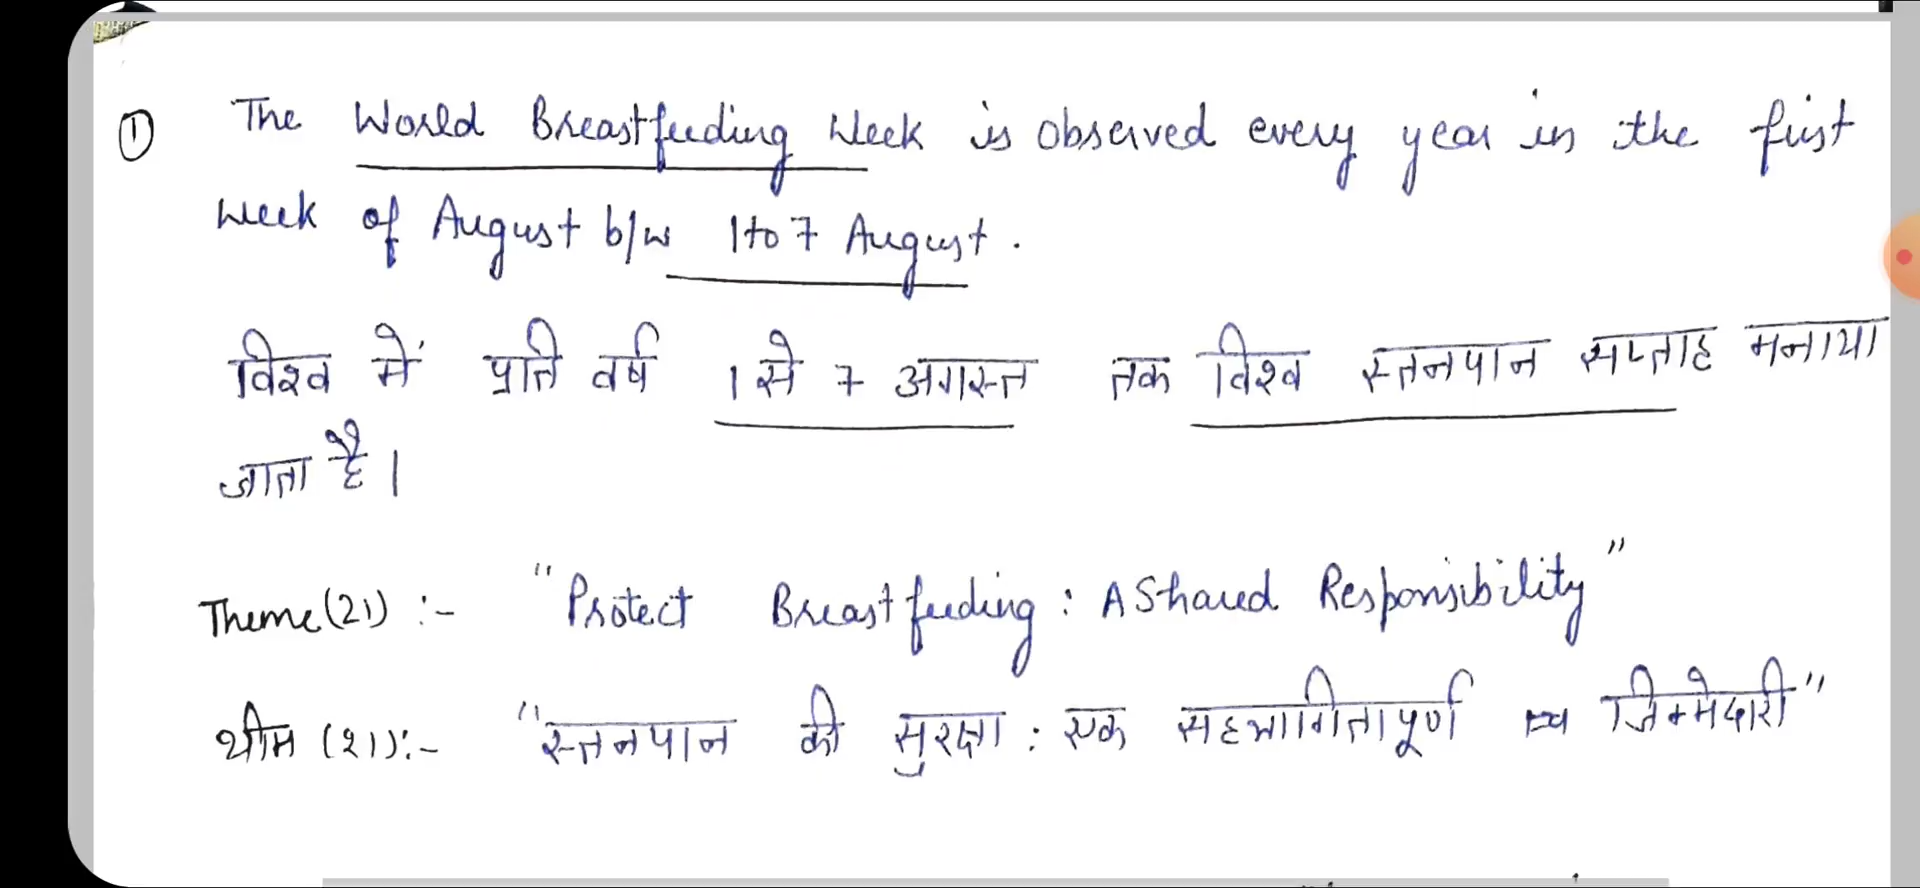 ① The World Breastfeeding Week is observed every year in the first
week of August b/w 1 to 7 August.
विश्व में प्रति वर्ष 1 से 7 अगस्त तक विश्व स्तनपान सप्ताह मनाया
जाता है।
Theme (21) :- "Protect Breastfeeding : A Shared Responsibility"
थीम (21):- "स्तनपान की सुरक्षा : एक सहभागितापूर्ण जिम्मेदारी"